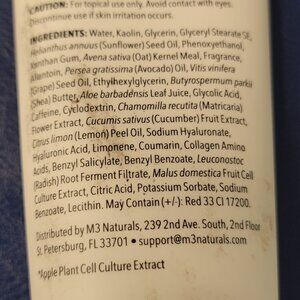 CAUTION: For topical use only. Avoid contact with eyes.
Discontinue use if skin irritation occurs.
INGREDIENTS: Water, Kaolin, Glycerin, Glyceryl Stearate SE,
Helianthus annuus (Sunflower) Seed Oil, Phenoxyethanol,
Xanthan Gum, Avena sativa (Oat) Kernel Meal, Fragrance,
Allantoin, Persea gratissima (Avocado) Oil, Vitis vinifera
(Grape) Seed Oil, Ethylhexylglycerin, Butyrospermum parkii
(Shea) Butter, Aloe barbadensis Leaf Juice, Glycolic Acid,
Caffeine, Cyclodextrin, Chamomilla recutita (Matricaria)
Flower Extract, Cucumis sativus (Cucumber) Fruit Extract,
Citrus limon (Lemon) Peel Oil, Sodium Hyaluronate,
Hyaluronic Acid, Limonene, Coumarin, Collagen Amino
Acids, Benzyl Salicylate, Benzyl Benzoate, Leuconostoc
(Radish) Root Ferment Filtrate, Malus domestica Fruit Cell
Culture Extract, Citric Acid, Potassium Sorbate, Sodium
Benzoate, Lecithin. May Contain (+/-): Red 33 CI 17200.
Distributed by M3 Naturals, 239 2nd Ave. South, 2nd Floor
St. Petersburg, FL 33701 • support@m3naturals.com
*Apple Plant Cell Culture Extract